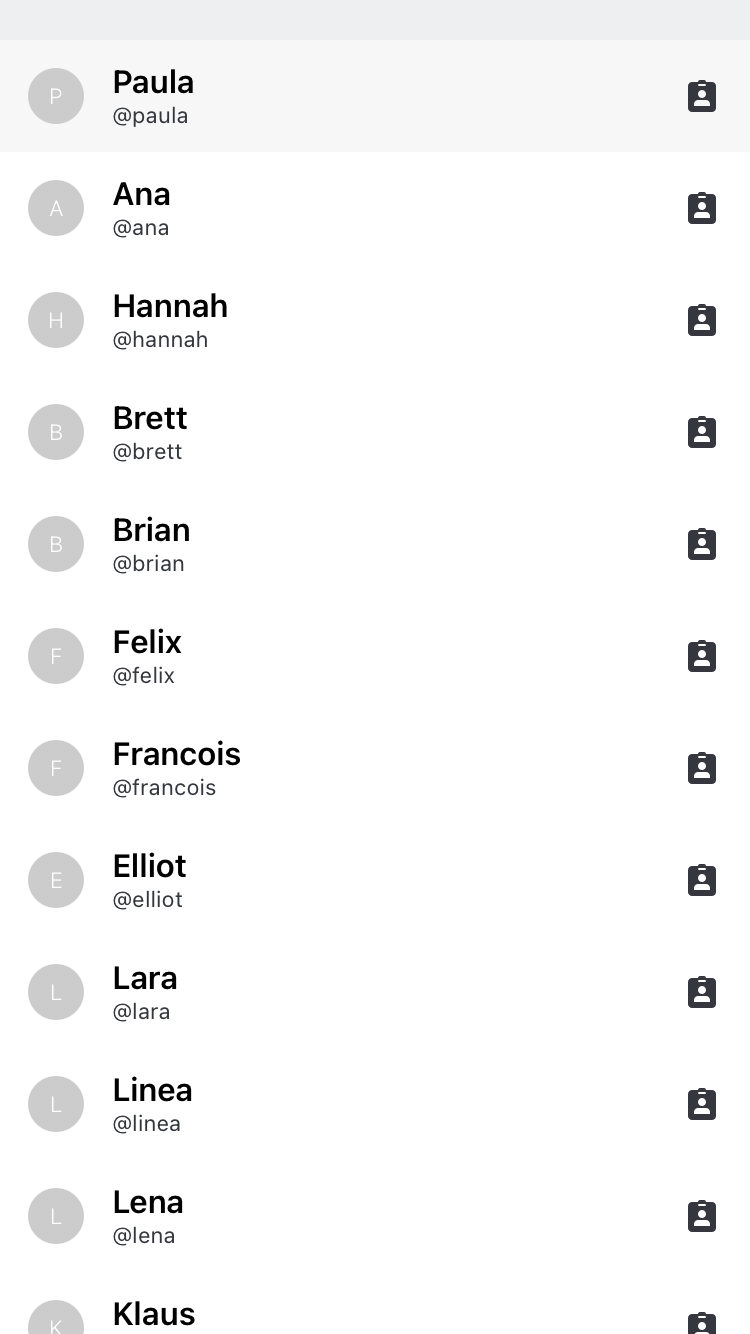 P
Paula
@paula
A
Ana
@ana
H
Hannah
@hannah
B
Brett
@brett
B
Brian
@brian
F
Felix
@felix
F
Francois
@francois
E
Elliot
@elliot
L
Lara
@lara
L
Linea
@linea
L
Lena
@lena
K
Klaus